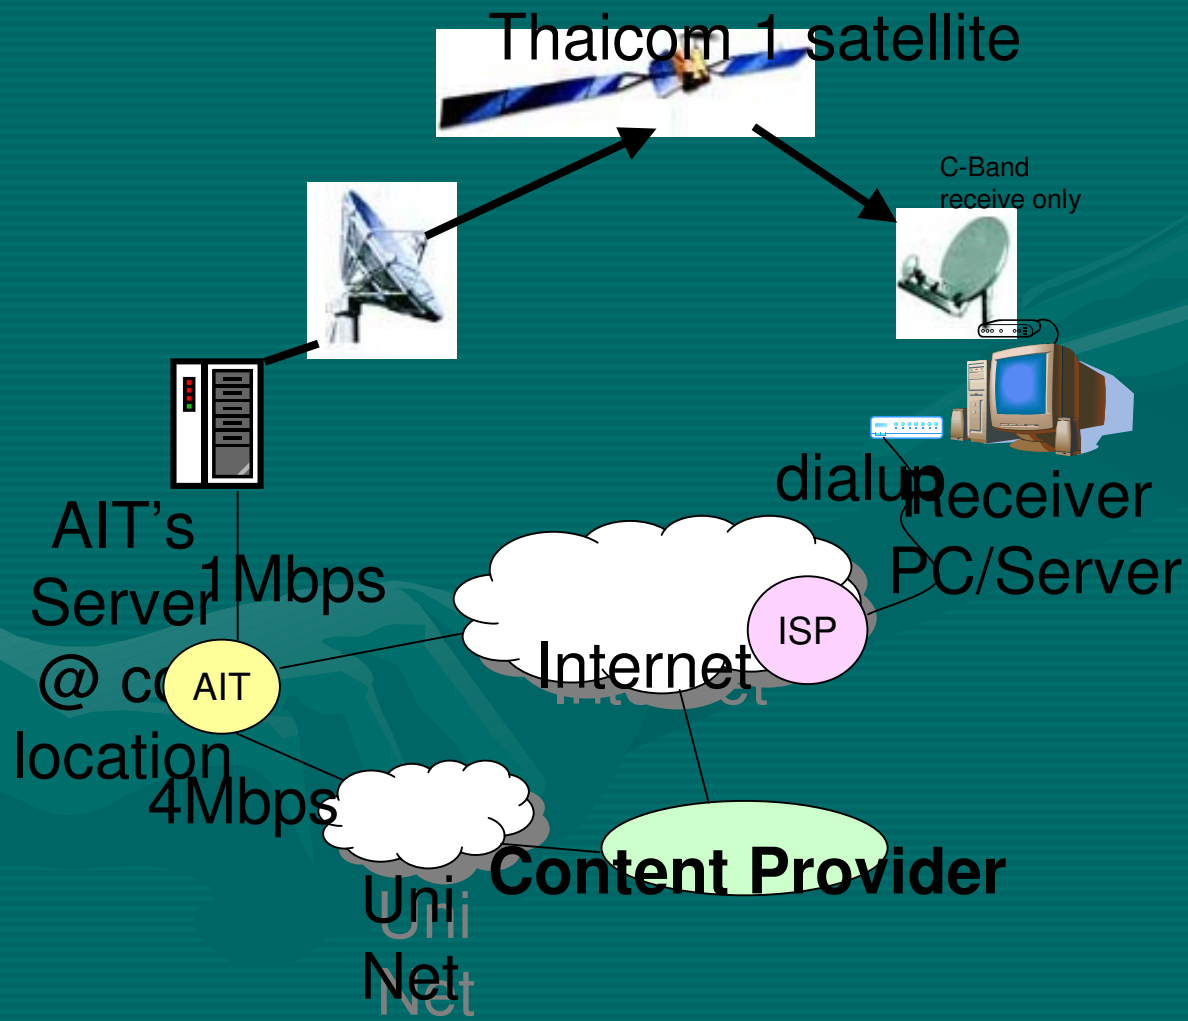 Thaicom 1 satellite
C-Band
receive only
dialup
Receiver
PC/Server
AIT’s
Server
@ co
location
1Mbps
AIT
Internet
ISP
4Mbps
Content Provider
Uni
Net